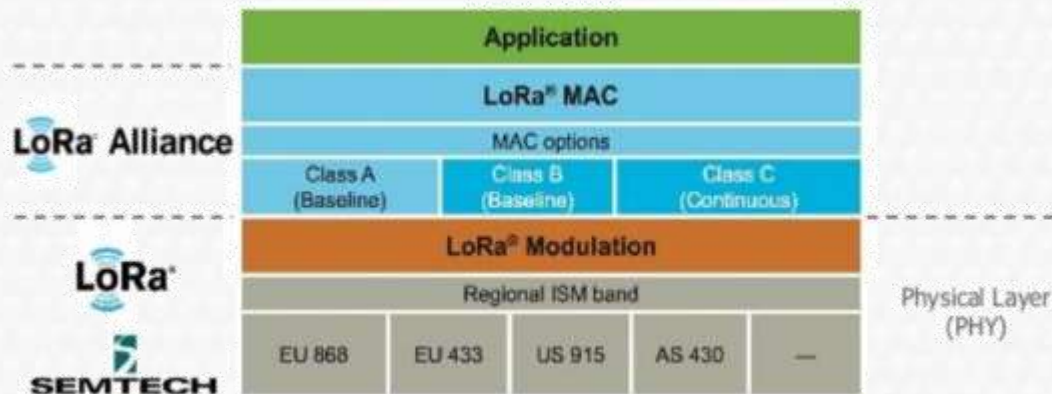 Application
LoRa® MAC
LoRa Alliance
MAC options
Class A
(Baseline)
Class B
(Baseline)
Class C
(Continuous)
LoRa® Modulation
LoRa
Regional ISM band
Physical Layer
(PHY)
EU 868
EU 433
US 915
AS 430
—
SEMTECH